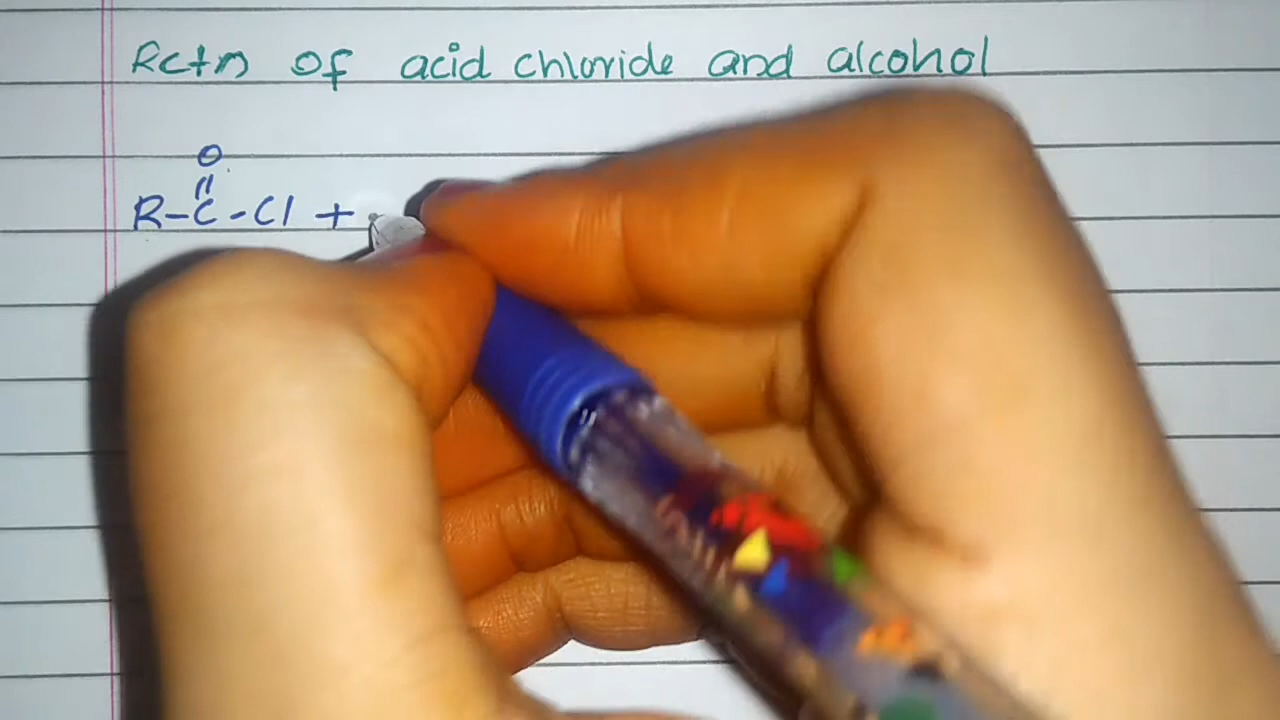 Rctn of acid chloride and alcohol
O
||
R-C-Cl +